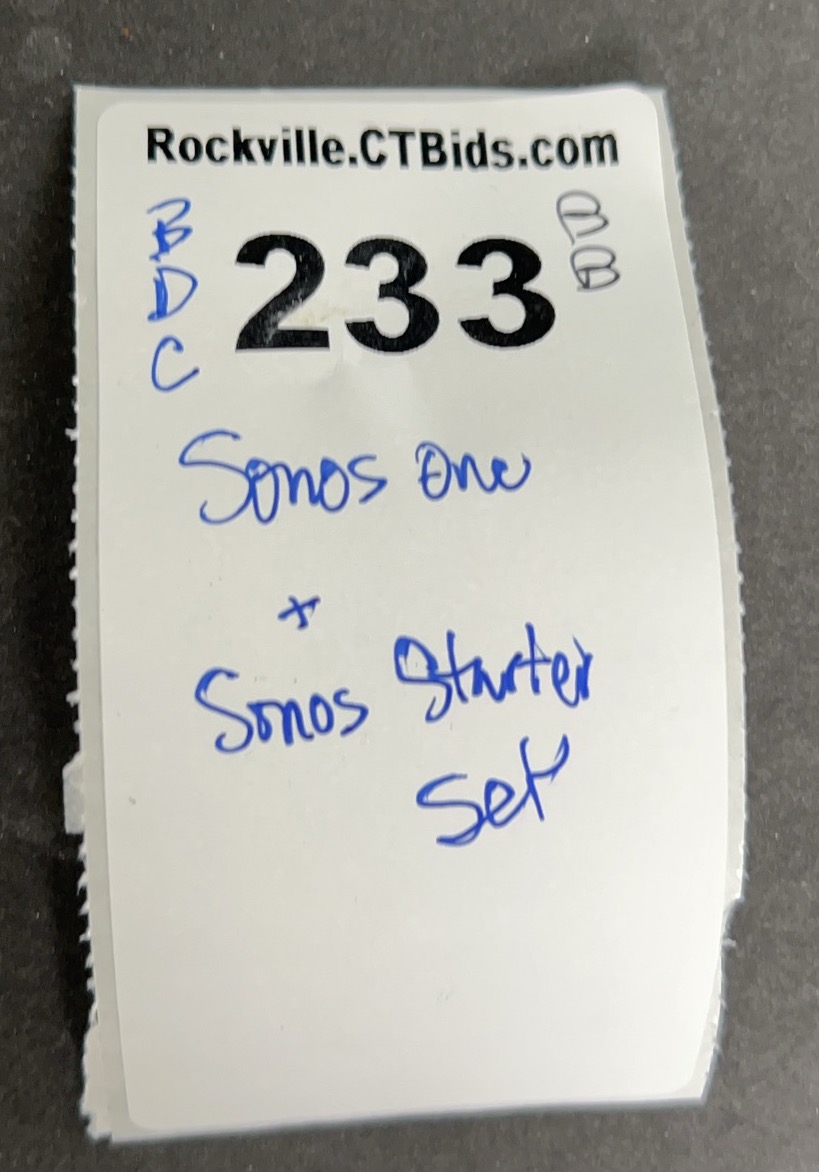 Rockville.CTBids.com
B
D
C
233
Sonos One
+
Sonos Starter
Set